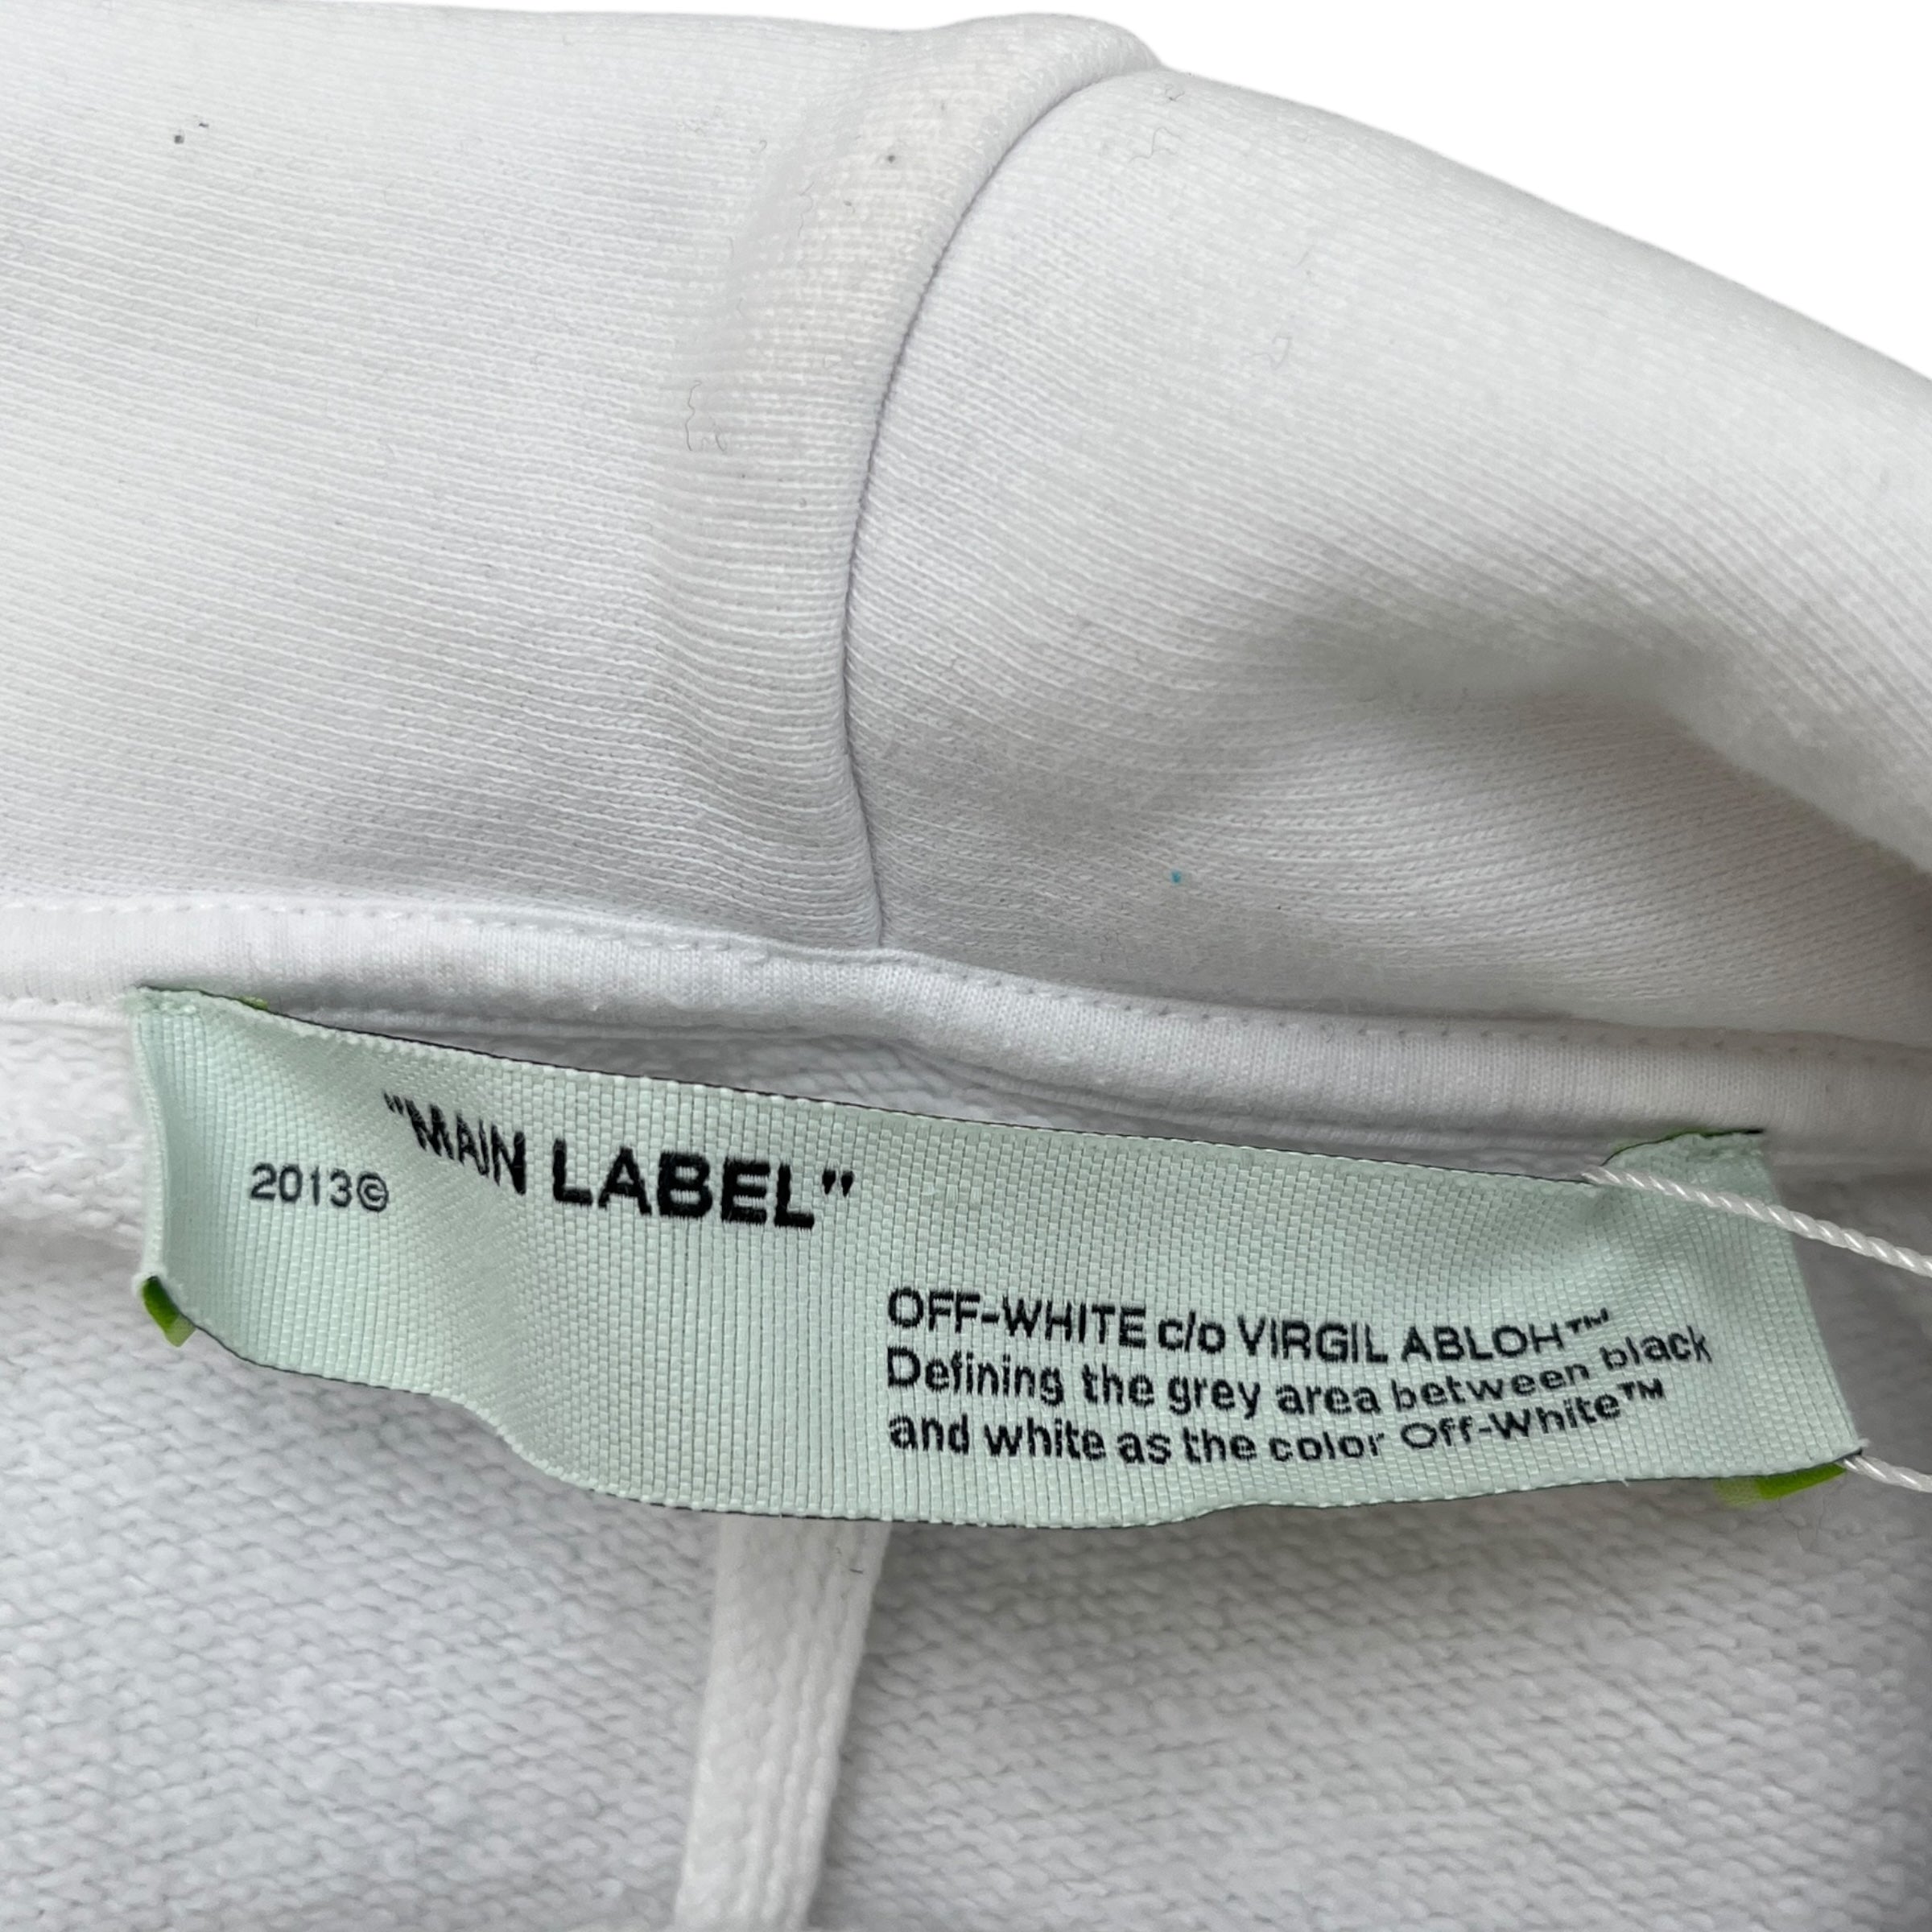 "MAIN LABEL"
2013©
OFF-WHITE c/o VIRGIL ABLOH™
Defining the grey area between black
and white as the color Off-White™